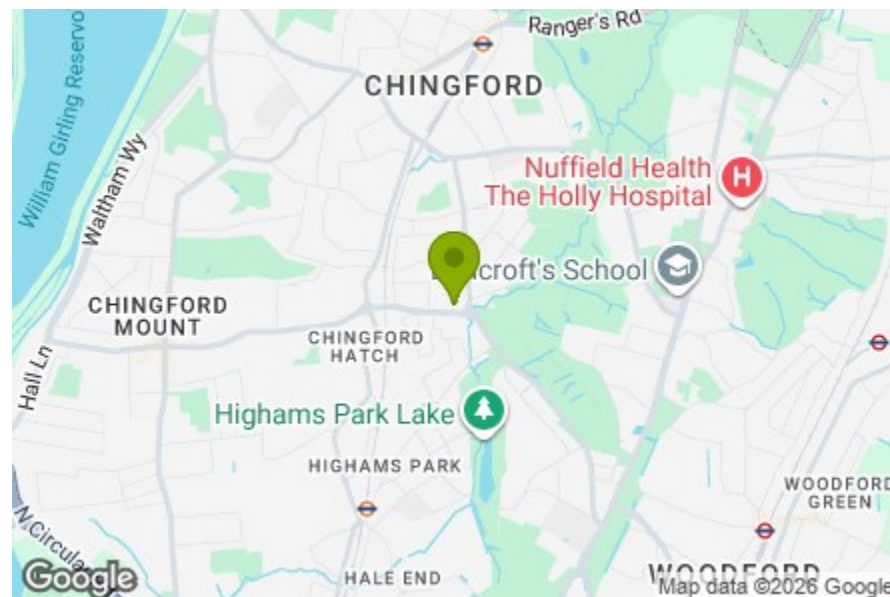 Ranger's Rd
CHINGFORD
William Girling Reservo
Waltham Wy
Nuffield Health
The Holly Hospital
H
croft's School
CHINGFORD
MOUNT
CHINGFORD
HATCH
Hall Ln
Highams Park Lake
HIGHAMS PARK
WOODFORD
GREEN
N Circula
HALE END
WOODFORD
Google
Map data ©2026 Google